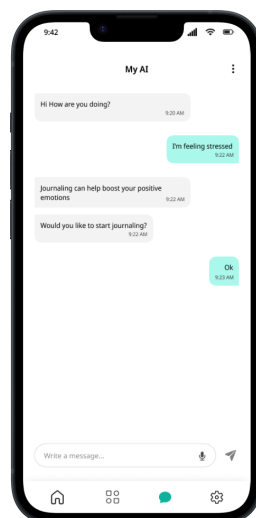 9:42
My AI
Hi How are you doing?
9:20 AM
I'm feeling stressed
9:22 AM
Journaling can help boost your positive
emotions
9:22 AM
Would you like to start journaling?
9:22 AM
Ok
9:23 AM
Write a message...